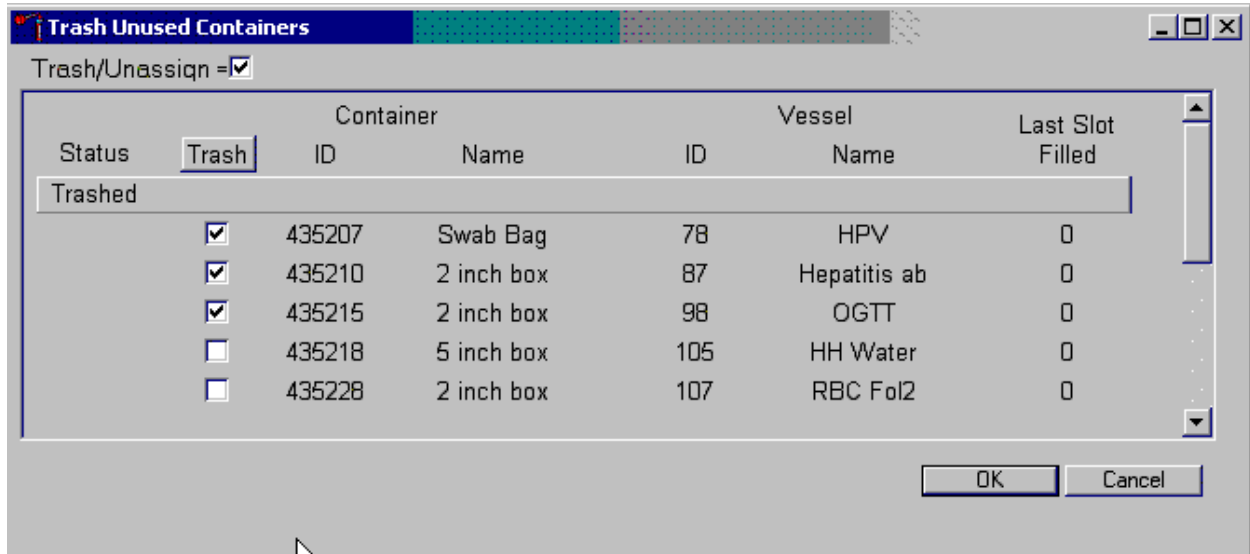 Trash Unused Containers
Trash/Unassign =
Container Vessel Last Slot
Status Trash ID Name ID Name Filled
Trashed
435207 Swab Bag 78 HPV 0
435210 2 inch box 87 Hepatitis ab 0
435215 2 inch box 98 OGTT 0
435218 5 inch box 105 HH Water 0
435228 2 inch box 107 RBC Fol2 0
OK Cancel